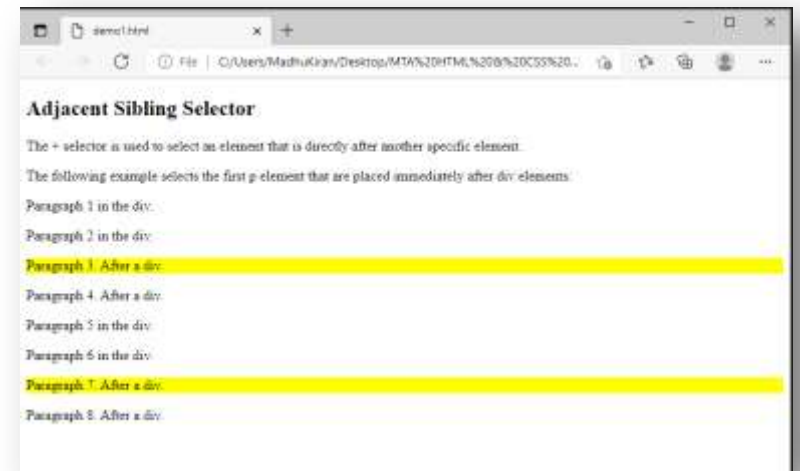 demo1.html
File | C:/Users/MadhuKiran/Desktop/MTA%20HTML%20&%20CSS%20...
Adjacent Sibling Selector
The + selector is used to select an element that is directly after another specific element.
The following example selects the first p element that are placed immediately after div elements:
Paragraph 1 in the div.
Paragraph 2 in the div.
Paragraph 3. After a div.
Paragraph 4. After a div.
Paragraph 5 in the div.
Paragraph 6 in the div.
Paragraph 7. After a div.
Paragraph 8. After a div.